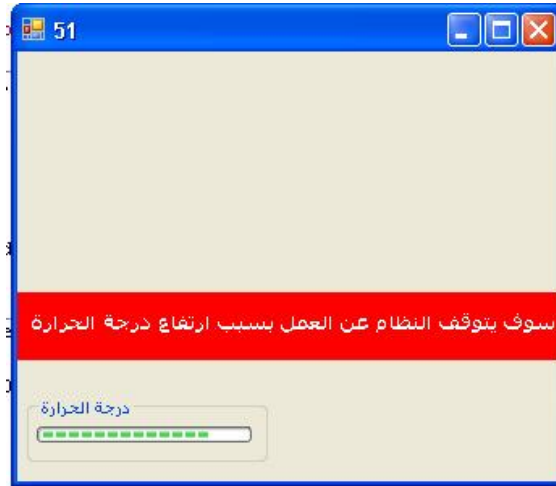 51
سوف يتوقف النظام عن العمل بسبب ارتفاع درجة الحرارة
درجة الحرارة